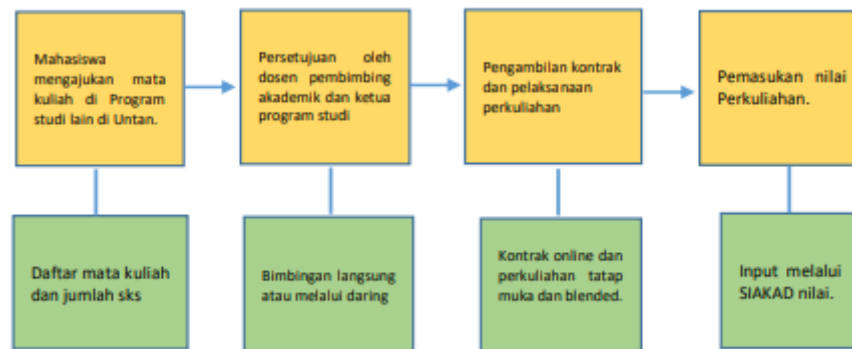 Mahasiswa
mengajukan mata
kuliah di Program
studi lain di Untan.
Persetujuan oleh
dosen pembimbing
akademik dan ketua
program studi
Pengambilan kontrak
dan pelaksanaan
perkuliahan
Pemasukan nilai
Perkuliahan.
Daftar mata kuliah
dan jumlah sks
Bimbingan langsung
atau melalui daring
Kontrak online dan
perkuliahan tatap
muka dan blended.
Input melalui
SIAKAD nilai.